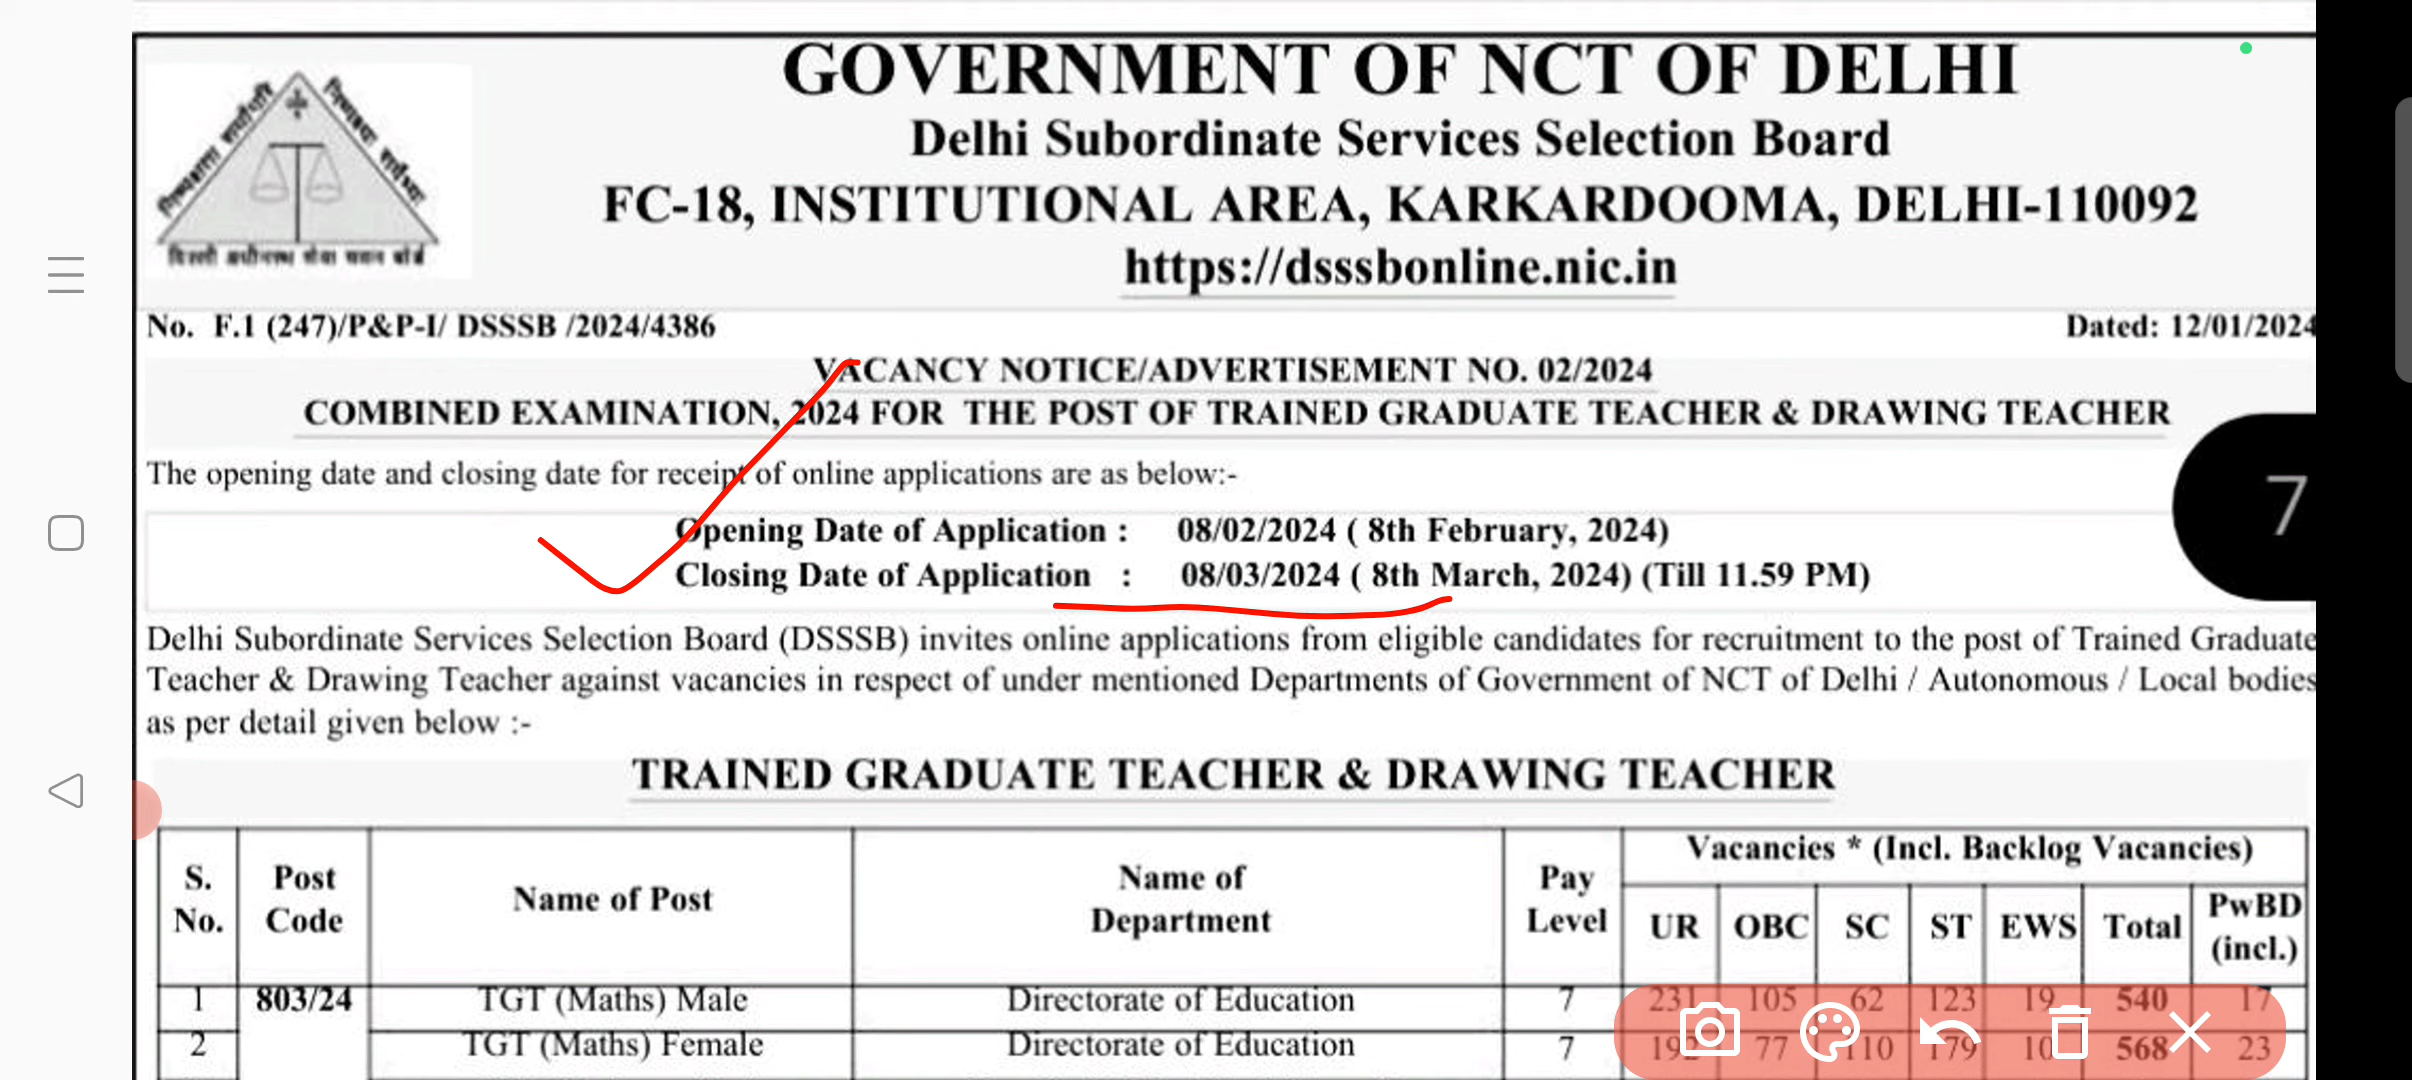 GOVERNMENT OF NCT OF DELHI
Delhi Subordinate Services Selection Board
FC-18, INSTITUTIONAL AREA, KARKARDOOMA, DELHI-110092
https://dsssbonline.nic.in
दिल्ली अधीनस्थ सेवा चयन बोर्ड
No. F.1 (247)/P&P-I/ DSSSB /2024/4386 Dated: 12/01/2024
VACANCY NOTICE/ADVERTISEMENT NO. 02/2024
COMBINED EXAMINATION, 2024 FOR THE POST OF TRAINED GRADUATE TEACHER & DRAWING TEACHER
The opening date and closing date for receipt of online applications are as below:-
7
Opening Date of Application : 08/02/2024 ( 8th February, 2024)
Closing Date of Application : 08/03/2024 ( 8th March, 2024) (Till 11.59 PM)
Delhi Subordinate Services Selection Board (DSSSB) invites online applications from eligible candidates for recruitment to the post of Trained Graduate
Teacher & Drawing Teacher against vacancies in respect of under mentioned Departments of Government of NCT of Delhi / Autonomous / Local bodies
as per detail given below :-
TRAINED GRADUATE TEACHER & DRAWING TEACHER
S. No. Post Code Name of Post Name of Department Pay Level Vacancies * (Incl. Backlog Vacancies)
UR OBC SC ST EWS Total PwBD (incl.)
1 803/24 TGT (Maths) Male Directorate of Education 7 231 105 62 123 19 540 17
2 TGT (Maths) Female Directorate of Education 7 192 77 110 179 10 568 23